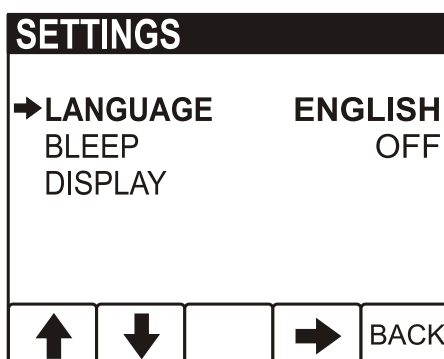 SETTINGS
LANGUAGE ENGLISH
BLEEP OFF
DISPLAY
BACK